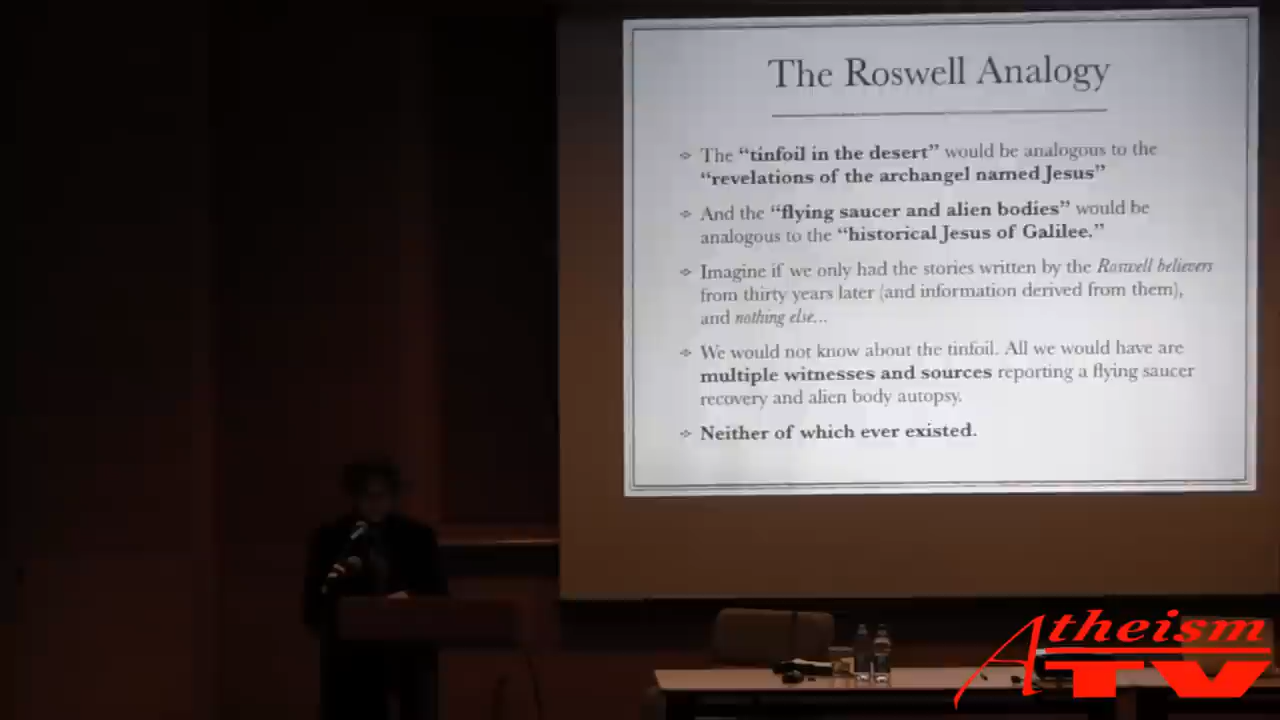 The Roswell Analogy
The “tinfoil in the desert” would be analogous to the
“revelations of the archangel named Jesus”
And the “flying saucer and alien bodies” would be
analogous to the “historical Jesus of Galilee.”
Imagine if we only had the stories written by the Roswell believers
from thirty years later (and information derived from them),
and nothing else...
We would not know about the tinfoil. All we would have are
multiple witnesses and sources reporting a flying saucer
recovery and alien body autopsy.
Neither of which ever existed.
Atheism
TV